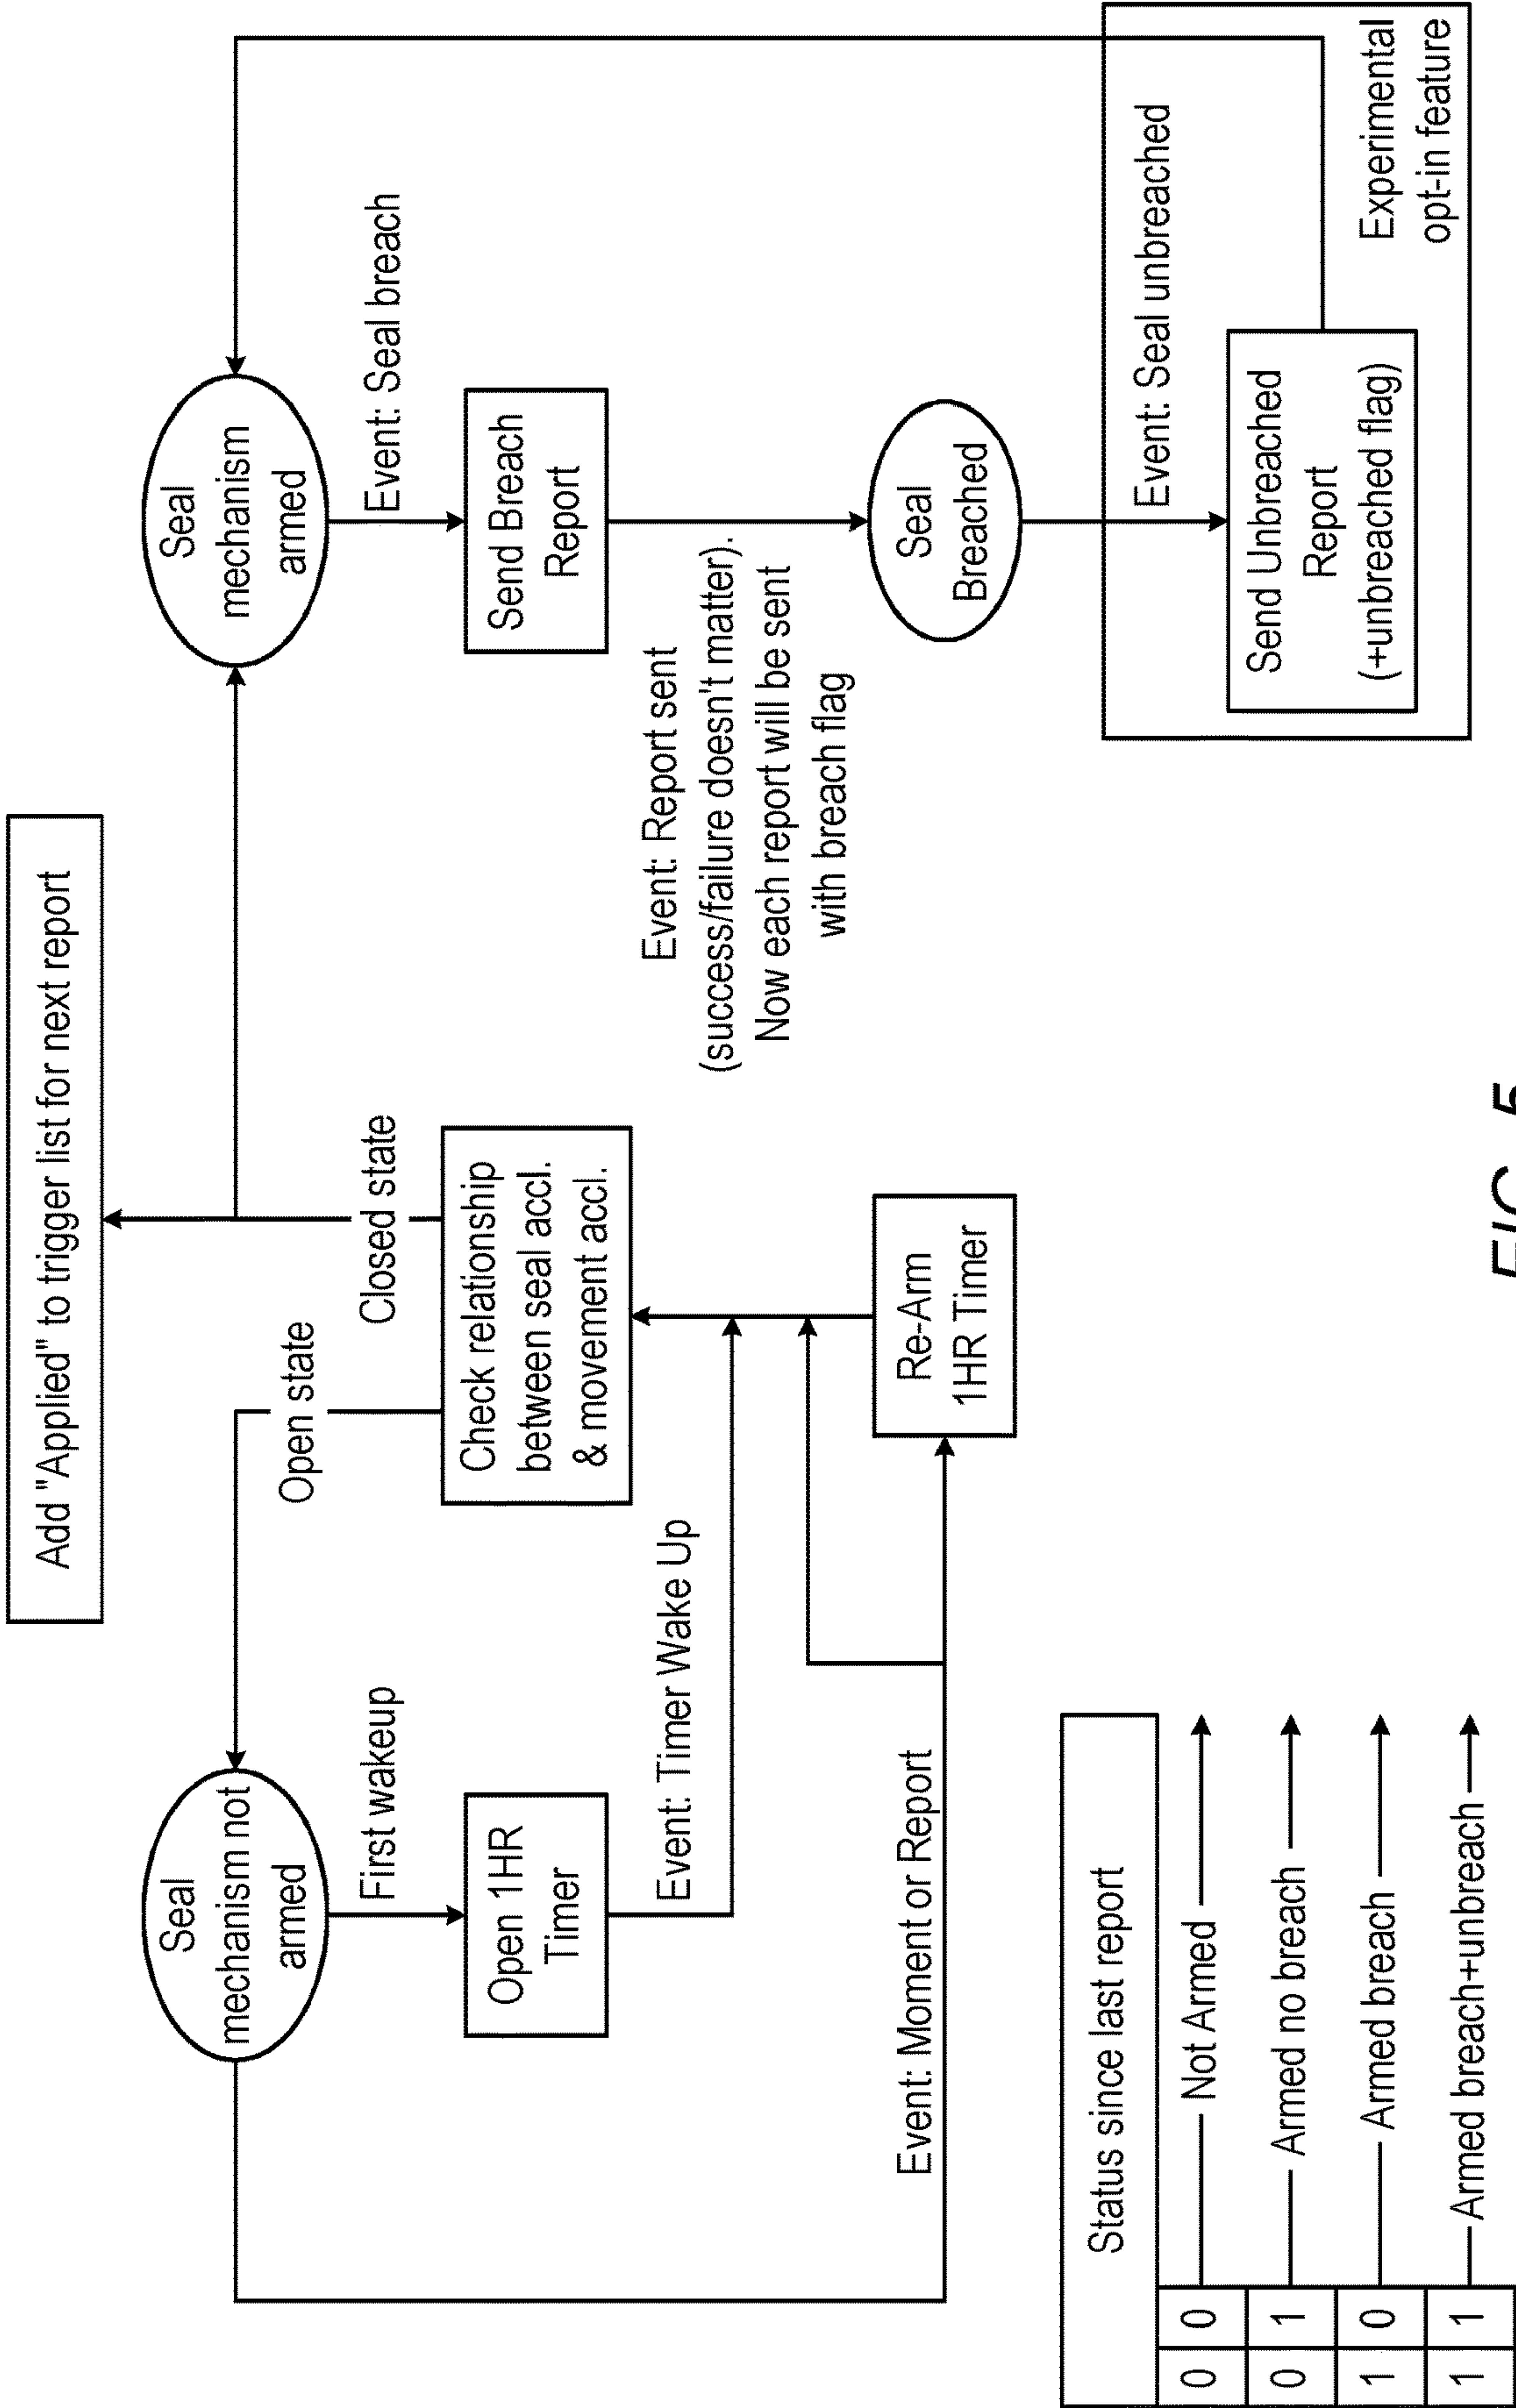 Add "Applied" to trigger list for next report
Seal
mechanism not
armed
Open state
Closed state
Seal
mechanism
armed
First wakeup
Event: Seal breach
Open 1HR
Timer
Check relationship
between seal accl.
& movement accl.
Send Breach
Report
Event: Timer Wake Up
Event: Report sent
(success/failure doesn't matter).
Now each report will be sent
with breach flag
Event: Moment or Report
Re-Arm
1HR Timer
Seal
Breached
Status since last report
0 0 Not Armed
0 1 Armed no breach
1 0 Armed breach
1 1 Armed breach+unbreach
Event: Seal unbreached
Send Unbreached
Report
(+unbreached flag)
Experimental
opt-in feature
FIG. 5